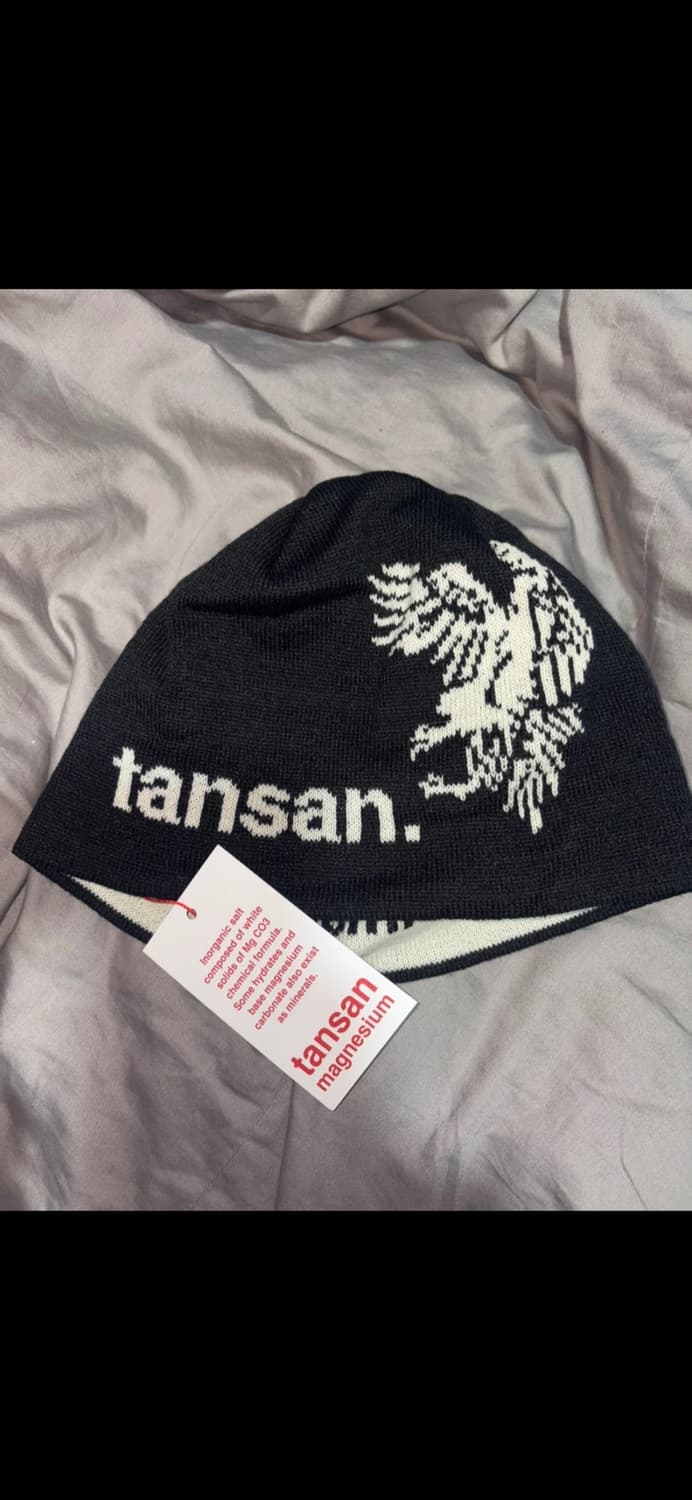 tansan.
Inorganic salt
composed of white
solids of Mg CO3
chemical formula.
Some hydrates and
base magnesium
carbonate also exist
as minerals.
tansan
magnesium